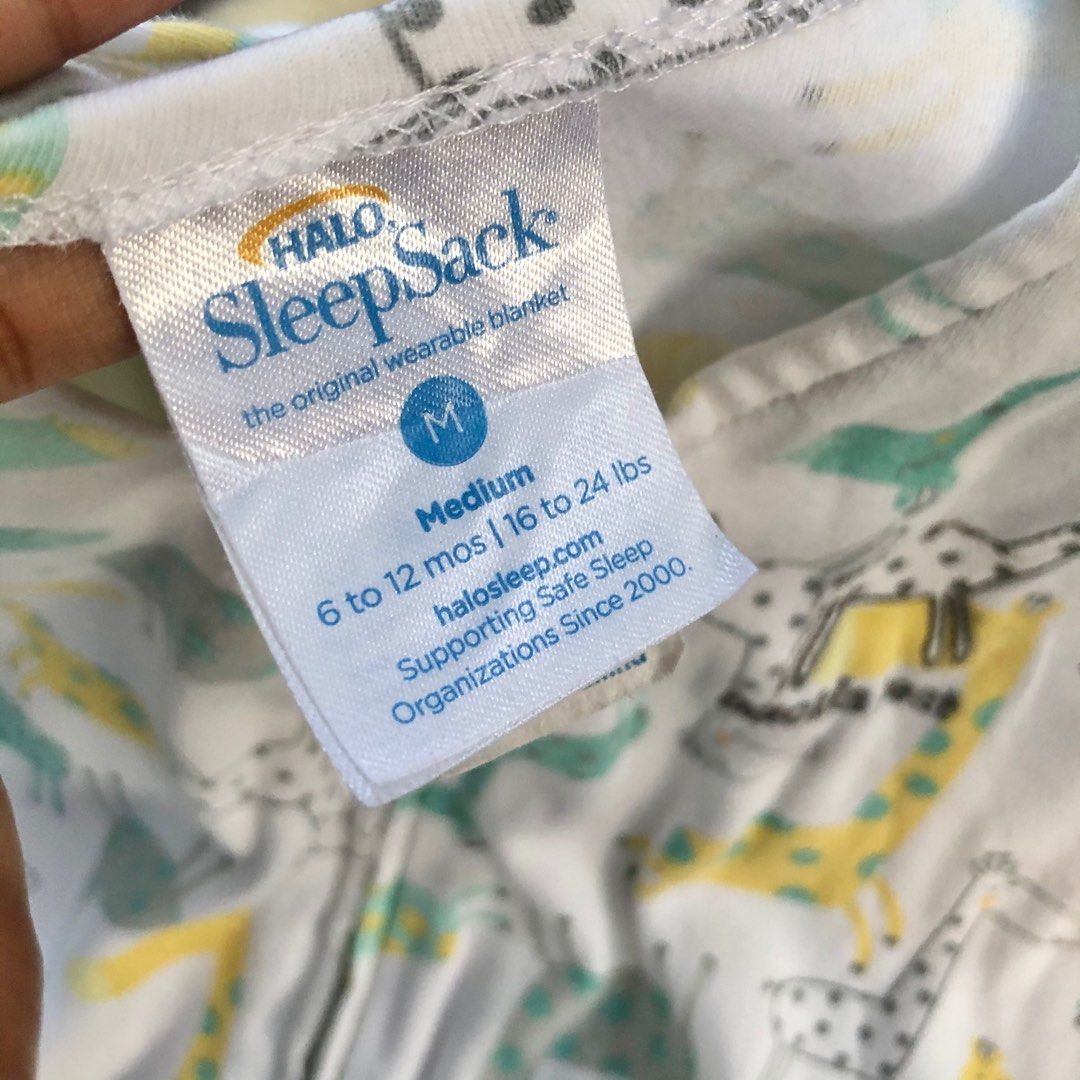 HALO®
SleepSack®
the original wearable blanket
M
Medium
6 to 12 mos | 16 to 24 lbs
halosleep.com
Supporting Safe Sleep
Organizations Since 2000.